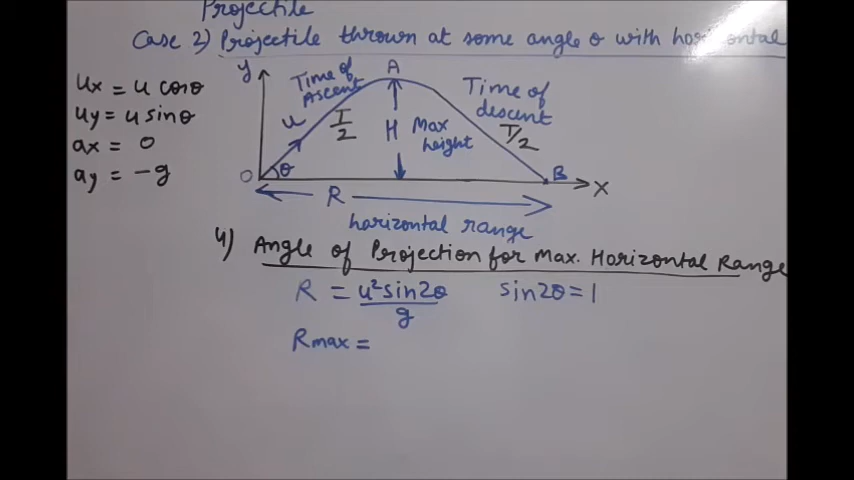 Projectile
Case 2) Projectile thrown at some angle θ with horizontal
ux = u cosθ
uy = u sinθ
ax = 0
ay = -g
y
A
Time of Ascent
T/2
u
θ
O
H Max height
Time of descent
T/2
B
X
R
horizontal range
4) Angle of Projection for Max. Horizontal Range
R = u²sin2θ/g sin2θ = 1
Rmax =